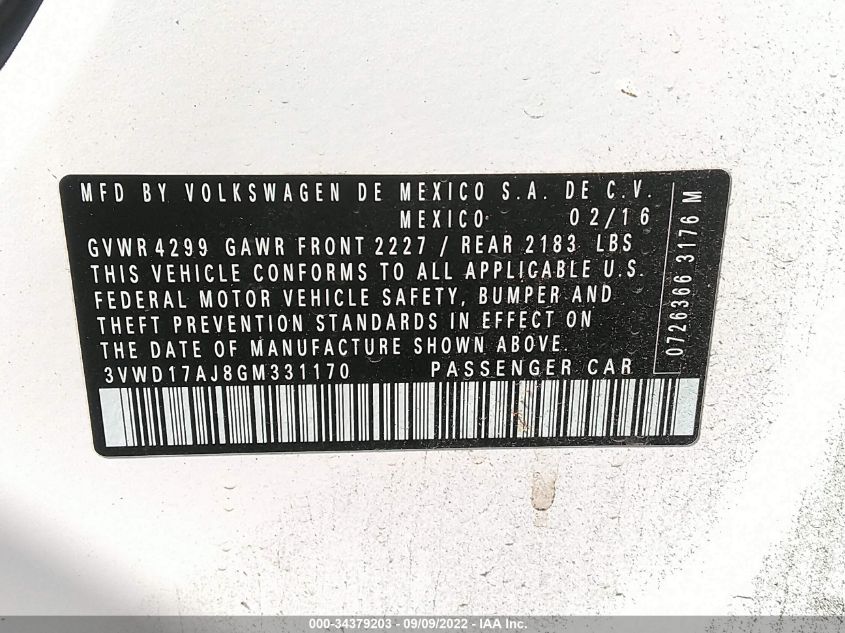 MFD BY VOLKSWAGEN DE MEXICO S.A. DE C.V.
MEXICO 02/16
GVWR 4299 GAWR FRONT 2227 / REAR 2183 LBS
THIS VEHICLE CONFORMS TO ALL APPLICABLE U.S.
FEDERAL MOTOR VEHICLE SAFETY, BUMPER AND
THEFT PREVENTION STANDARDS IN EFFECT ON
THE DATE OF MANUFACTURE SHOWN ABOVE.
3VWD17AJ8GM331170 PASSENGER CAR
0726366 3176 M
000-34379203 - 09/09/2022 - IAA Inc.